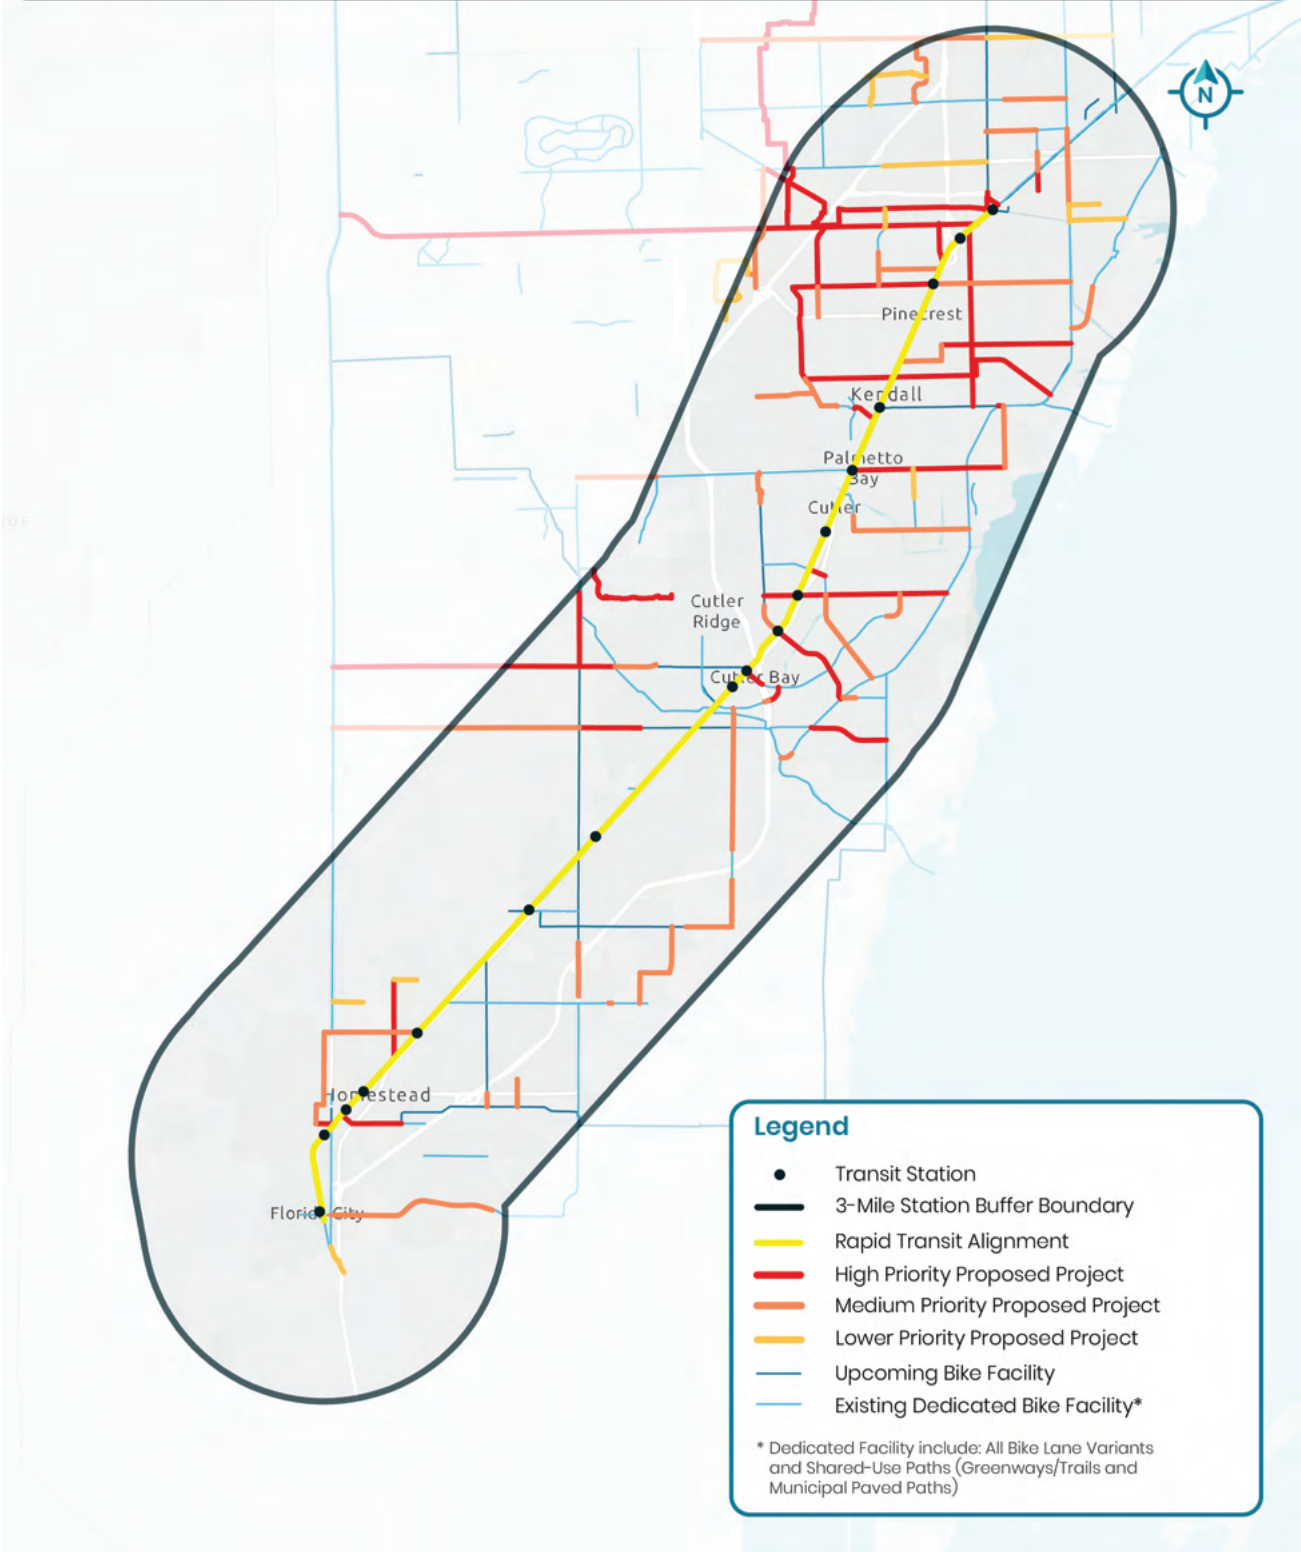 N
Pinecrest
Kendall
Palmetto
Bay
Cutler
Cutler
Ridge
Cutler Bay
Homestead
Florida City
Legend
Transit Station
3-Mile Station Buffer Boundary
Rapid Transit Alignment
High Priority Proposed Project
Medium Priority Proposed Project
Lower Priority Proposed Project
Upcoming Bike Facility
Existing Dedicated Bike Facility*
* Dedicated Facility include: All Bike Lane Variants
and Shared-Use Paths (Greenways/Trails and
Municipal Paved Paths)